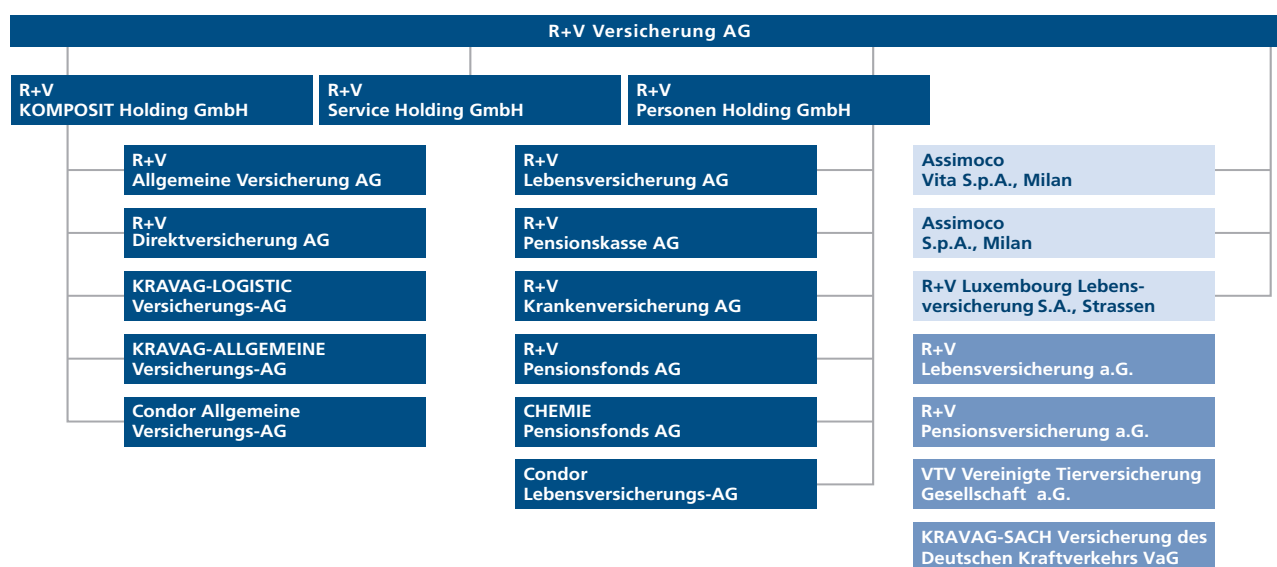 R+V Versicherung AG
R+V
KOMPOSIT Holding GmbH
R+V
Service Holding GmbH
R+V
Personen Holding GmbH
R+V
Allgemeine Versicherung AG
R+V
Direktversicherung AG
KRAVAG-LOGISTIC
Versicherungs-AG
KRAVAG-ALLGEMEINE
Versicherungs-AG
Condor Allgemeine
Versicherungs-AG
R+V
Lebensversicherung AG
R+V
Pensionskasse AG
R+V
Krankenversicherung AG
R+V
Pensionsfonds AG
CHEMIE
Pensionsfonds AG
Condor
Lebensversicherungs-AG
Assimoco
Vita S.p.A., Milan
Assimoco
S.p.A., Milan
R+V Luxembourg Lebens-
versicherung S.A., Strassen
R+V
Lebensversicherung a.G.
R+V
Pensionsversicherung a.G.
VTV Vereinigte Tierversicherung
Gesellschaft a.G.
KRAVAG-SACH Versicherung des
Deutschen Kraftverkehrs VaG